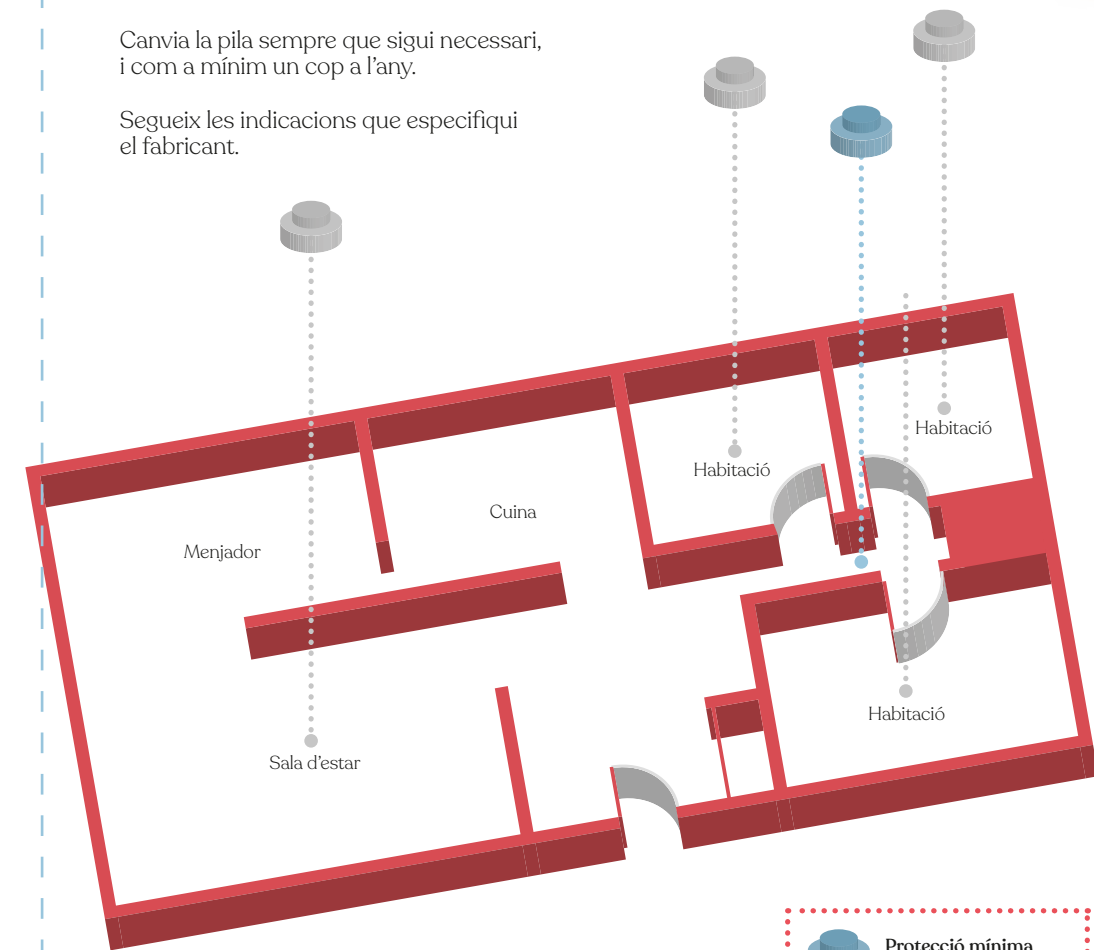 Canvia la pila sempre que sigui necessari,
i com a mínim un cop a l’any.
Segueix les indicacions que especifiqui
el fabricant.
Habitació
Habitació
Cuina
Menjador
Habitació
Sala d’estar
Protecció mínima